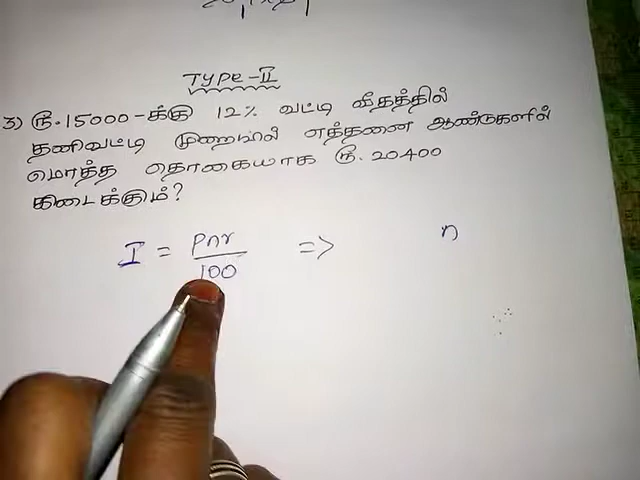 TYPE-II
3) ரூ.15000-க்கு 12% வட்டி வீதத்தில்
தனிவட்டி முறையில் எத்தனை ஆண்டுகளில்
மொத்த தொகையாக ரூ. 20400
கிடைக்கும்?
I = pnr/100 => n